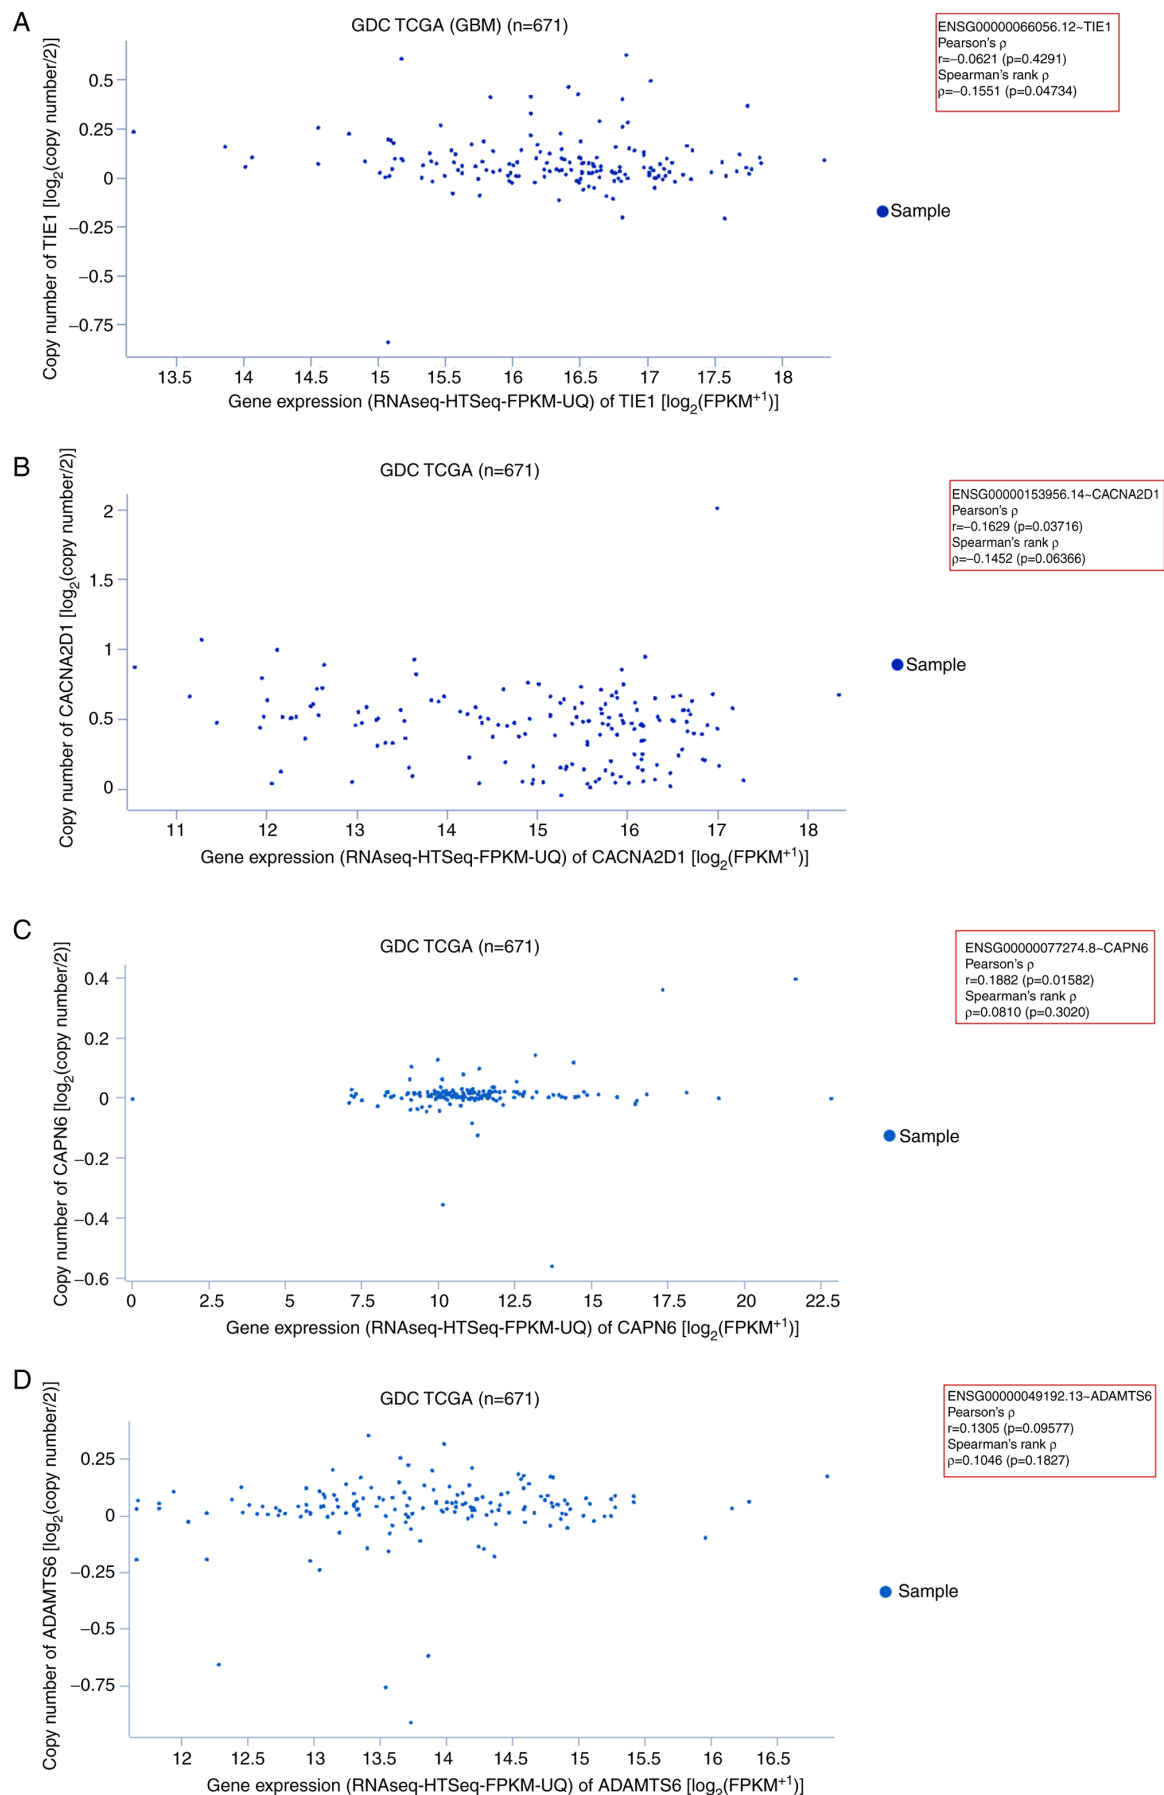 A
GDC TCGA (GBM) (n=671)
ENSG00000066056.12~TIE1
Pearson's ρ
r=−0.0621 (p=0.4291)
Spearman's rank ρ
ρ=−0.1551 (p=0.04734)
Copy number of TIE1 [log2(copy number/2)]
0.5
0.25
0
−0.25
−0.5
−0.75
Sample
13.5 14 14.5 15 15.5 16 16.5 17 17.5 18
Gene expression (RNAseq-HTSeq-FPKM-UQ) of TIE1 [log2(FPKM+1)]
B
GDC TCGA (n=671)
ENSG00000153956.14~CACNA2D1
Pearson's ρ
r=−0.1629 (p=0.03716)
Spearman's rank ρ
ρ=−0.1452 (p=0.06366)
Copy number of CACNA2D1 [log2(copy number/2)]
2
1.5
1
0.5
0
Sample
11 12 13 14 15 16 17 18
Gene expression (RNAseq-HTSeq-FPKM-UQ) of CACNA2D1 [log2(FPKM+1)]
C
GDC TCGA (n=671)
ENSG00000077274.8~CAPN6
Pearson's ρ
r=0.1882 (p=0.01582)
Spearman's rank ρ
ρ=0.0810 (p=0.3020)
Copy number of CAPN6 [log2(copy number/2)]
0.4
0.2
0
−0.2
−0.4
−0.6
Sample
0 2.5 5 7.5 10 12.5 15 17.5 20 22.5
Gene expression (RNAseq-HTSeq-FPKM-UQ) of CAPN6 [log2(FPKM+1)]
D
GDC TCGA (n=671)
ENSG00000049192.13~ADAMTS6
Pearson's ρ
r=0.1305 (p=0.09577)
Spearman's rank ρ
ρ=0.1046 (p=0.1827)
Copy number of ADAMTS6 [log2(copy number/2)]
0.25
0
−0.25
−0.5
−0.75
Sample
12 12.5 13 13.5 14 14.5 15 15.5 16 16.5
Gene expression (RNAseq-HTSeq-FPKM-UQ) of ADAMTS6 [log2(FPKM+1)]